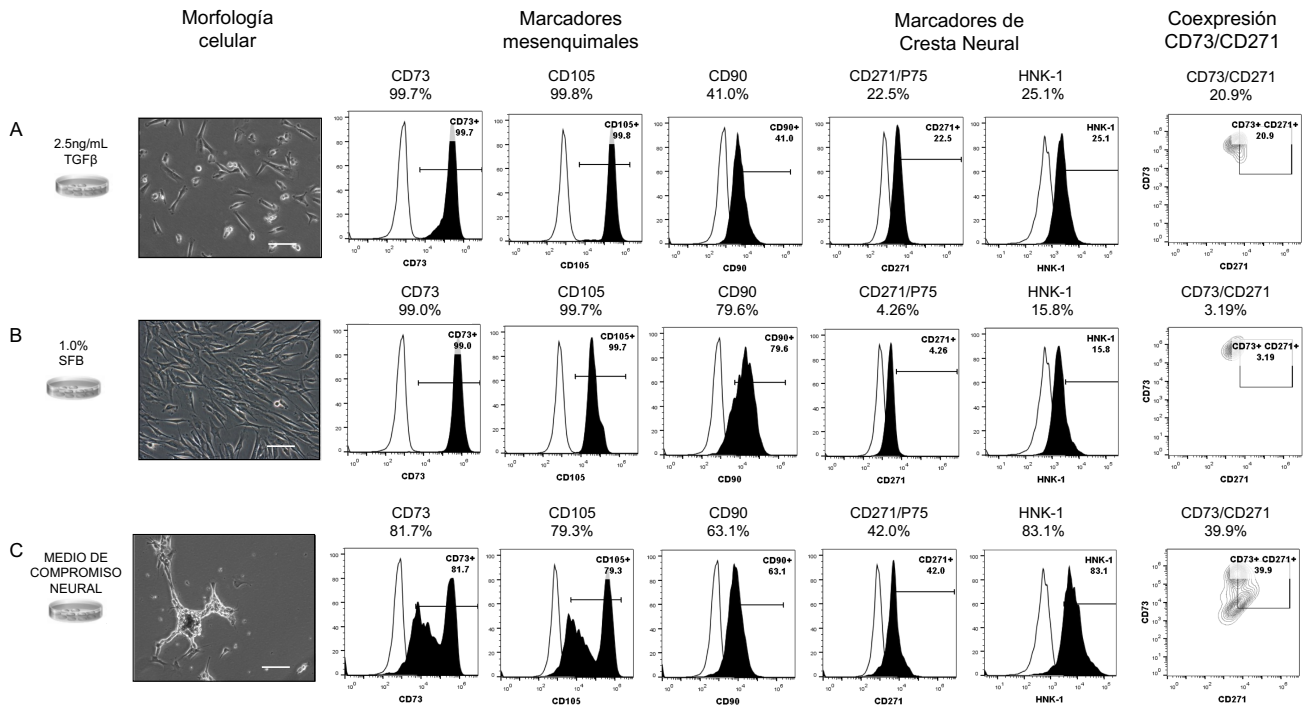 Morfología
celular
Marcadores
mesenquimales
Marcadores de
Cresta Neural
Coexpresión
CD73/CD271
A
2.5ng/mL
TGFβ
CD73
99.7%
CD105
99.8%
CD90
41.0%
CD271/P75
22.5%
HNK-1
25.1%
CD73/CD271
20.9%
CD73+
99.7
CD105+
99.8
CD90+
41.0
CD271+
22.5
HNK-1
25.1
CD73+ CD271+
20.9
CD73
CD105
CD90
CD271
HNK-1
CD73
CD271
B
1.0%
SFB
CD73
99.0%
CD105
99.7%
CD90
79.6%
CD271/P75
4.26%
HNK-1
15.8%
CD73/CD271
3.19%
CD73+
99.0
CD105+
99.7
CD90+
79.6
CD271+
4.26
HNK-1
15.8
CD73+ CD271+
3.19
CD73
CD105
CD90
CD271
HNK-1
CD73
CD271
C
MEDIO DE
COMPROMISO
NEURAL
CD73
81.7%
CD105
79.3%
CD90
63.1%
CD271/P75
42.0%
HNK-1
83.1%
CD73/CD271
39.9%
CD73+
81.7
CD105+
79.3
CD90+
63.1
CD271+
42.0
HNK-1
83.1
CD73+ CD271+
39.9
CD73
CD105
CD90
CD271
HNK-1
CD73
CD271